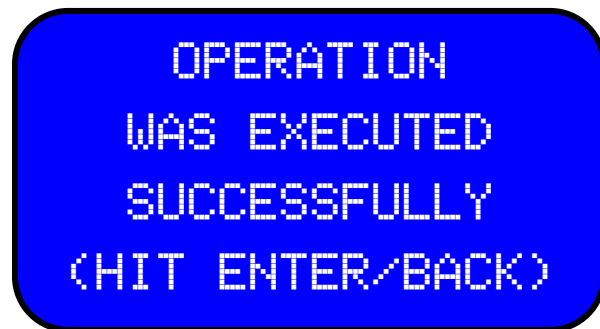 OPERATION
WAS EXECUTED
SUCCESSFULLY
(HIT ENTER/BACK)